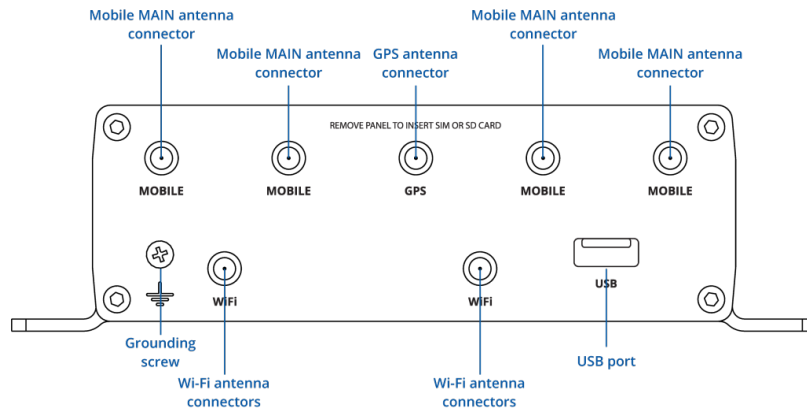 Mobile MAIN antenna
connector
Mobile MAIN antenna
connector
GPS antenna
connector
Mobile MAIN antenna
connector
Mobile MAIN antenna
connector
REMOVE PANEL TO INSERT SIM OR SD CARD
MOBILE
MOBILE
GPS
MOBILE
MOBILE
WiFi
WiFi
USB
Grounding
screw
Wi-Fi antenna
connectors
Wi-Fi antenna
connectors
USB port